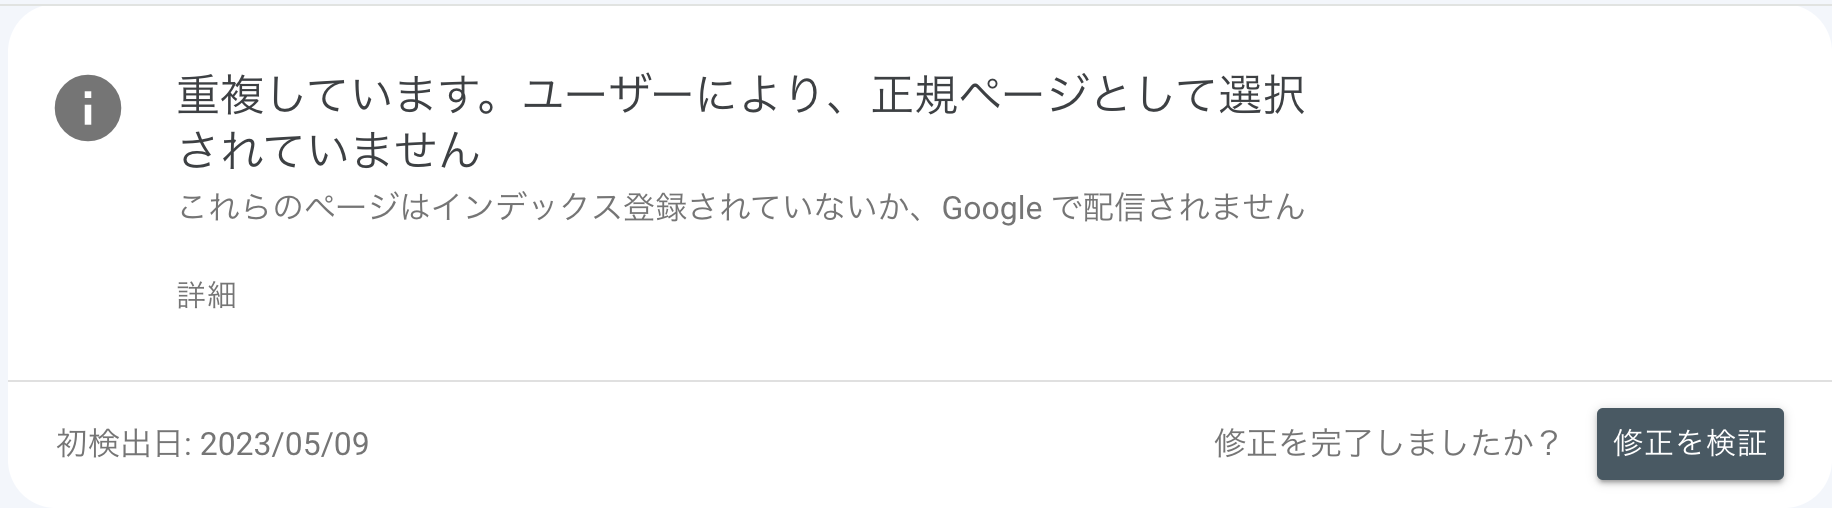 重複しています。ユーザーにより、正規ページとして選択
されていません
これらのページはインデックス登録されていないか、Google で配信されません
詳細
初検出日: 2023/05/09
修正を完了しましたか？
修正を検証